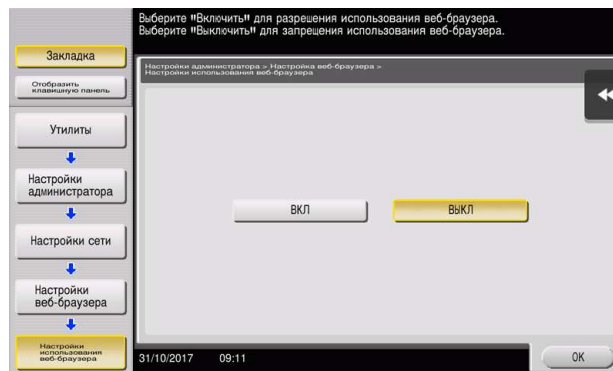 Выберите "Включить" для разрешения использования веб-браузера.
Выберите "Выключить" для запрещения использования веб-браузера.
Закладка
Отобразить
клавишную панель
Утилиты
Настройки
администратора
Настройки сети
Настройки
веб-браузера
Настройки
использования
веб-браузера
Настройки администратора > Настройка веб-браузера >
Настройки использования веб-браузера
ВКЛ
ВЫКЛ
31/10/2017 09:11
OK